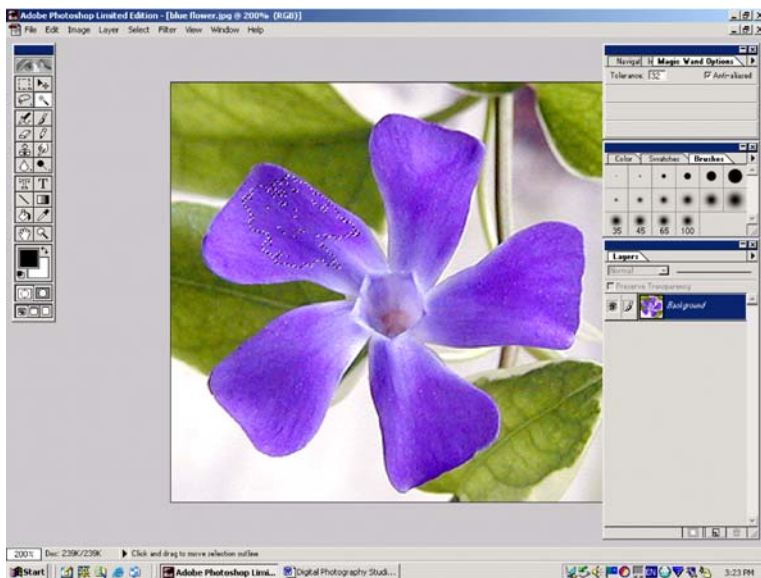 Adobe Photoshop Limited Edition - [blue flower.jpg @ 200% (RGB)]
File Edit Image Layer Select Filter View Window Help
Magic Wand Options
Tolerance: 32 Anti-aliased
T
Color Swatches Brushes
35 45 65 100
Layers
Normal
Preserve Transparency
Background
200% Doc: 239K/239K Click and drag to move selection outline
Start Adobe Photoshop Limi... Digital Photography Studi... 3:23 PM